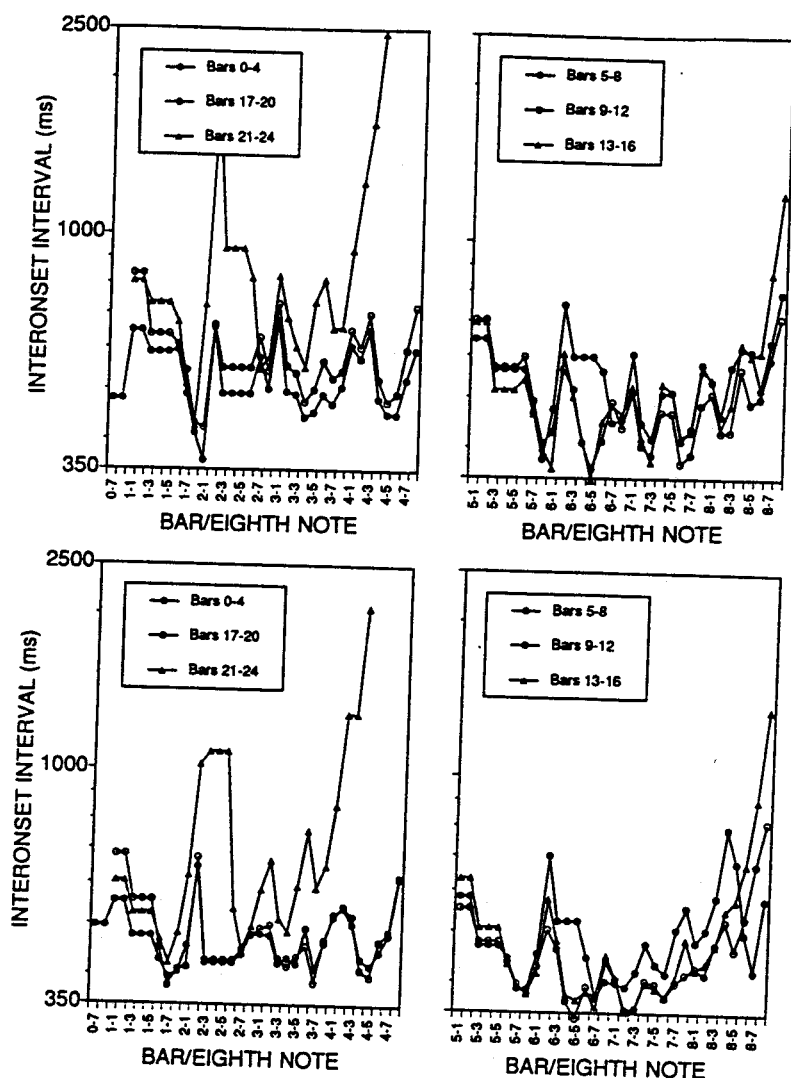 2500
1000
350
INTERONSET INTERVAL (ms)
Bars 0-4
Bars 17-20
Bars 21-24
0-7 1-1 1-3 1-5 1-7 2-1 2-3 2-5 2-7 3-1 3-3 3-5 3-7 4-1 4-3 4-5 4-7
BAR/EIGHTH NOTE
Bars 5-8
Bars 9-12
Bars 13-16
5-1 5-3 5-5 5-7 6-1 6-3 6-5 6-7 7-1 7-3 7-5 7-7 8-1 8-3 8-5 8-7
BAR/EIGHTH NOTE
2500
1000
350
INTERONSET INTERVAL (ms)
Bars 0-4
Bars 17-20
Bars 21-24
0-7 1-1 1-3 1-5 1-7 2-1 2-3 2-5 2-7 3-1 3-3 3-5 3-7 4-1 4-3 4-5 4-7
BAR/EIGHTH NOTE
Bars 5-8
Bars 9-12
Bars 13-16
5-1 5-3 5-5 5-7 6-1 6-3 6-5 6-7 7-1 7-3 7-5 7-7 8-1 8-3 8-5 8-7
BAR/EIGHTH NOTE